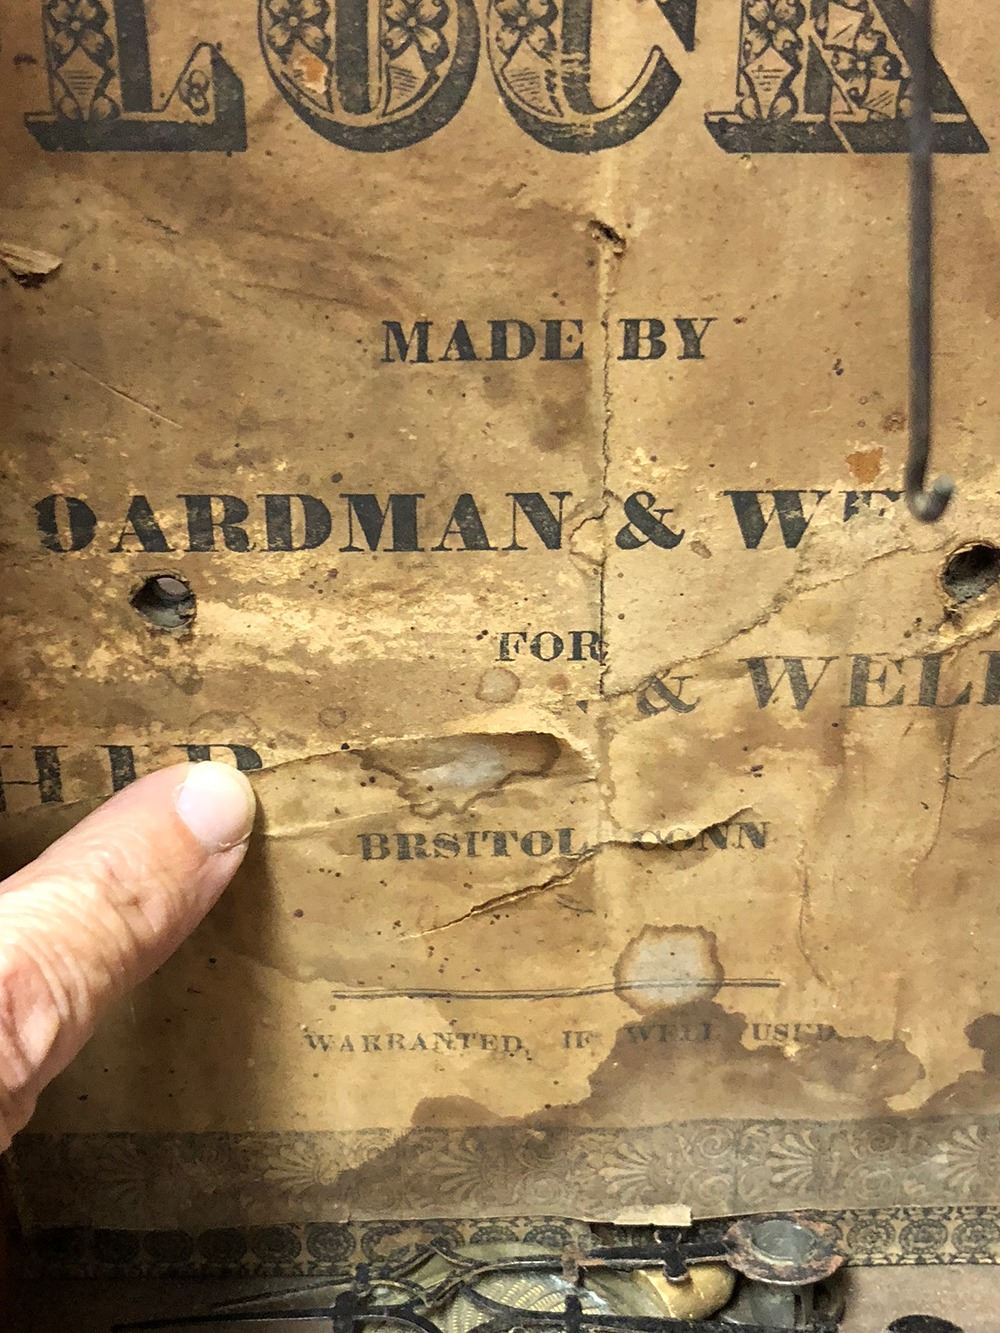 LOCK
MADE BY
OARDMAN & WE
FOR
& WELL
BRSITOL CONN
WARRANTED, IF WELL USED